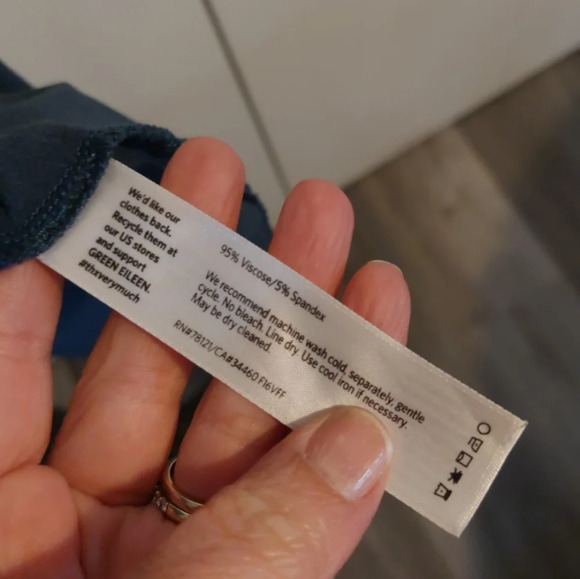 We'd like our
clothes back.
Recycle them at
our US stores
and support
GREEN EILEEN.
#thxverymuch
95% Viscose/5% Spandex
We recommend machine wash cold, separately, gentle
cycle. No bleach. Line dry. Use cool iron if necessary.
May be dry cleaned.
RN#78121/CA#34460 F16VFF